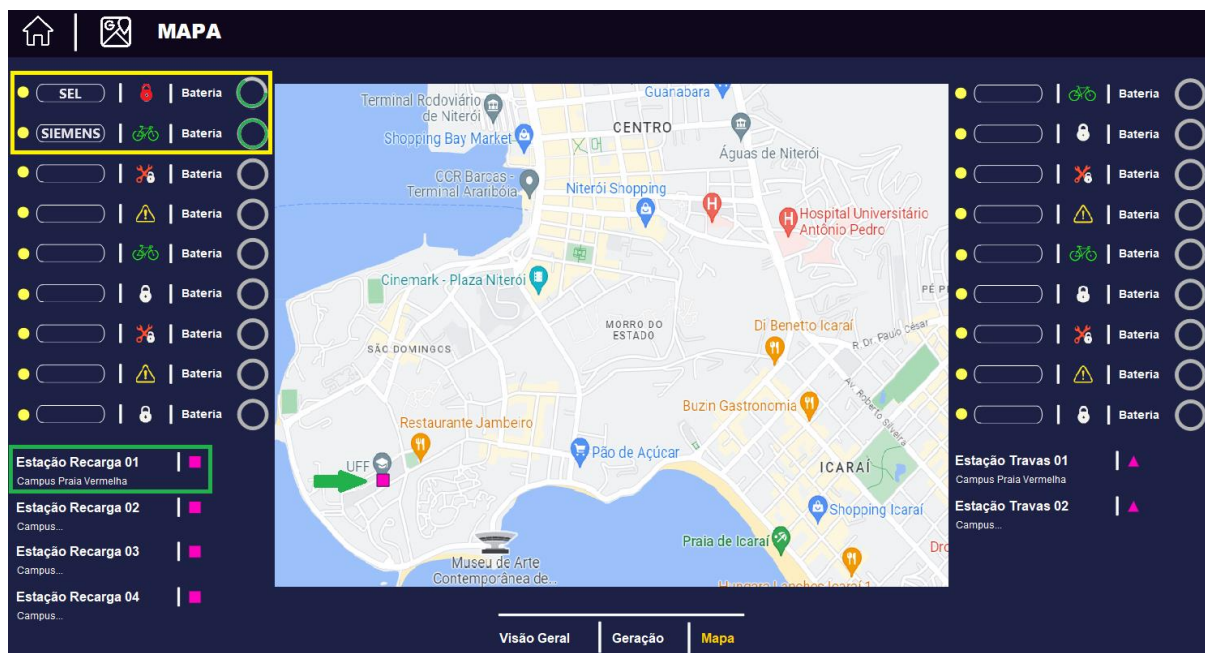 MAPA
SEL
Bateria
SIEMENS
Bateria
Bateria
Bateria
Bateria
Bateria
Bateria
Bateria
Bateria
Estação Recarga 01
Campus Praia Vermelha
Estação Recarga 02
Campus...
Estação Recarga 03
Campus...
Estação Recarga 04
Campus...
Guanabara
Terminal Rodoviário
de Niterói
CENTRO
Shopping Bay Market
Águas de Niterói
CCR Barcas -
Terminal Araribóia
Niterói Shopping
Hospital Universitário
Antônio Pedro
Cinemark - Plaza Niterói
MORRO DO
ESTADO
Di Benetto Icaraí
R. Dr. Paulo César
SÃO DOMINGOS
Av. Roberto Silveira
Buzin Gastronomia
Restaurante Jambeiro
Pão de Açúcar
UFF
ICARAÍ
Shopping Icaraí
Praia de Icaraí
Museu de Arte
Contemporânea de...
Bateria
Bateria
Bateria
Bateria
Bateria
Bateria
Bateria
Bateria
Bateria
Estação Travas 01
Campus Praia Vermelha
Estação Travas 02
Campus...
Visão Geral
Geração
Mapa